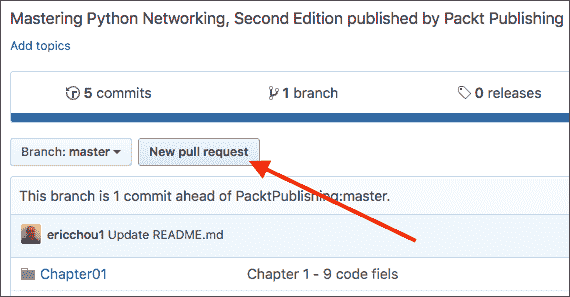 Mastering Python Networking, Second Edition published by Packt Publishing
Add topics
5 commits 1 branch 0 releases
Branch: master New pull request
This branch is 1 commit ahead of PacktPublishing:master.
ericchou1 Update README.md
Chapter01 Chapter 1 - 9 code fiels